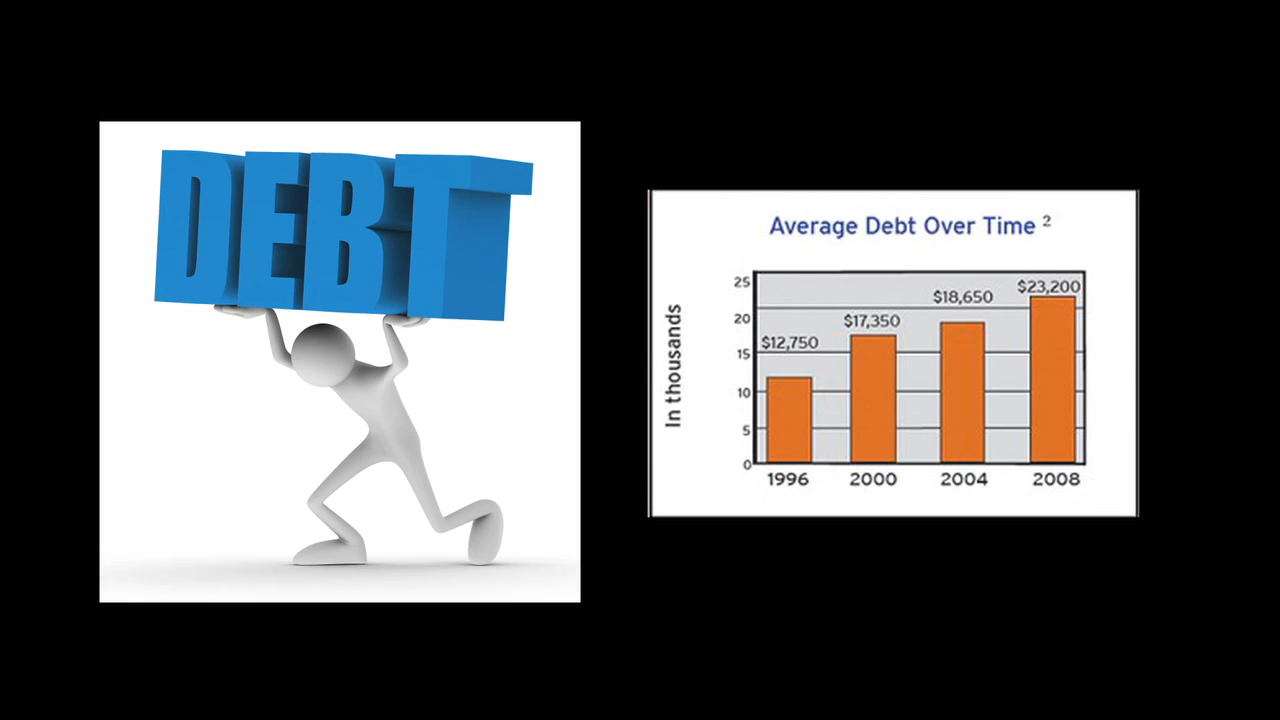 DEBT
Average Debt Over Time 2
In thousands
25
20
15
10
5
0
$12,750
$17,350
$18,650
$23,200
1996 2000 2004 2008